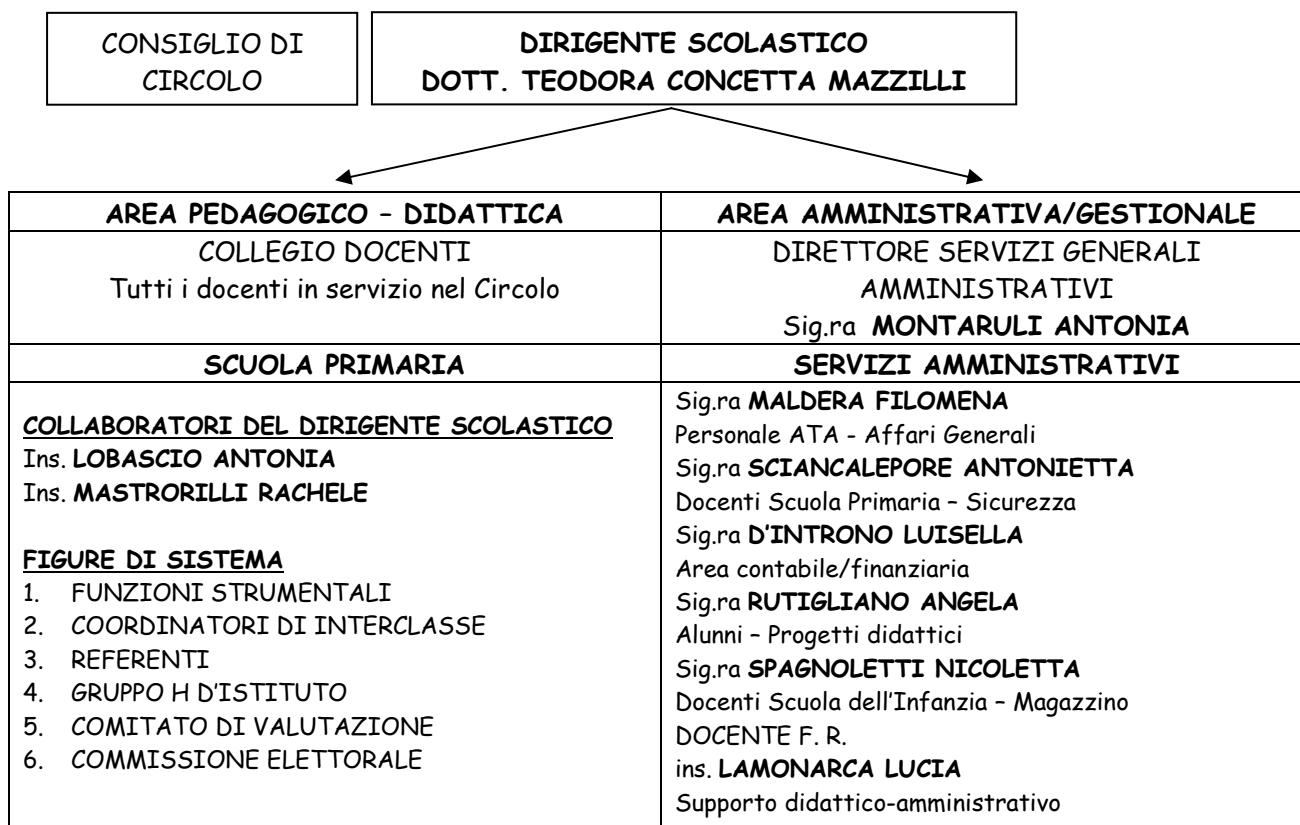 CONSIGLIO DI
CIRCOLO
DIRIGENTE SCOLASTICO
DOTT. TEODORA CONCETTA MAZZILLI
AREA PEDAGOGICO – DIDATTICA
COLLEGIO DOCENTI
Tutti i docenti in servizio nel Circolo
AREA AMMINISTRATIVA/GESTIONALE
DIRETTORE SERVIZI GENERALI
AMMINISTRATIVI
Sig.ra MONTARULI ANTONIA
SCUOLA PRIMARIA
COLLABORATORI DEL DIRIGENTE SCOLASTICO
Ins. LOBASCIO ANTONIA
Ins. MASTRORILLI RACHELE
FIGURE DI SISTEMA
1. FUNZIONI STRUMENTALI
2. COORDINATORI DI INTERCLASSE
3. REFERENTI
4. GRUPPO H D'ISTITUTO
5. COMITATO DI VALUTAZIONE
6. COMMISSIONE ELETTORALE
SERVIZI AMMINISTRATIVI
Sig.ra MALDERA FILOMENA
Personale ATA - Affari Generali
Sig.ra SCIANCALEPORE ANTONIETTA
Docenti Scuola Primaria – Sicurezza
Sig.ra D'INTRONO LUISELLA
Area contabile/finanziaria
Sig.ra RUTIGLIANO ANGELA
Alunni – Progetti didattici
Sig.ra SPAGNOLETTI NICOLETTA
Docenti Scuola dell'Infanzia – Magazzino
DOCENTE F. R.
ins. LAMONARCA LUCIA
Supporto didattico-amministrativo